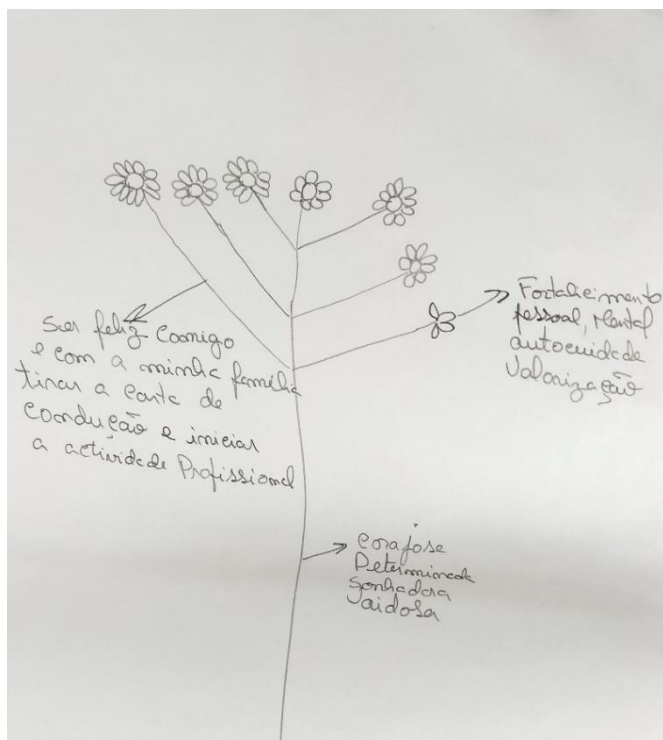 Ser feliz Comigo
e com a minha família
tirar a carta de
Condução e iniciar
a actividade Profissional
Fortalecimento
pessoal, Mental
autocuidade
Valorização
Corajosa
Determinada
Sonhadora
Vaidosa